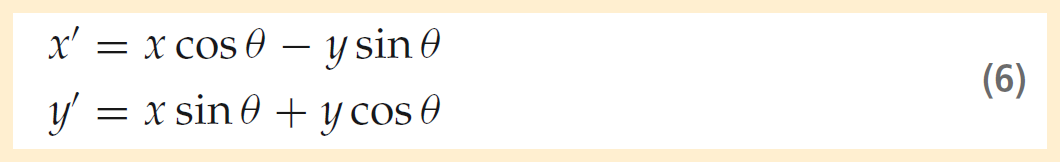 x′ = x cos θ − y sin θ
y′ = x sin θ + y cos θ
(6)